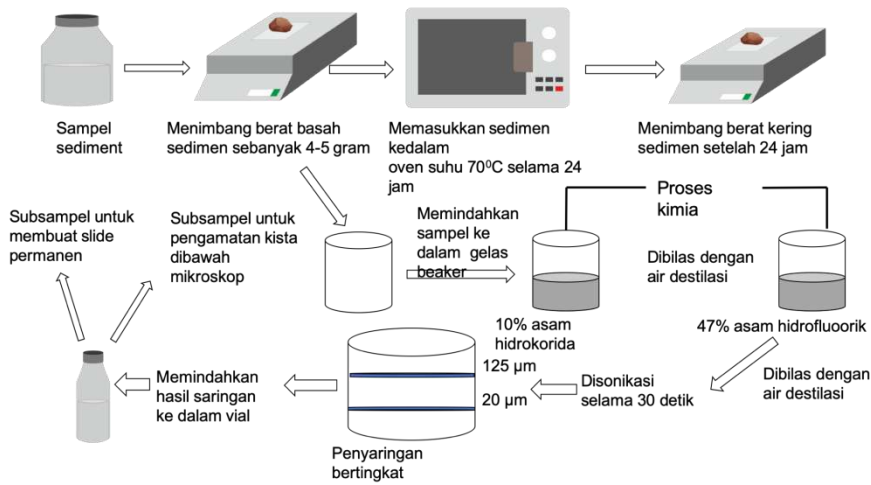 Sampel
sediment
Menimbang berat basah
sedimen sebanyak 4-5 gram
Memasukkan sedimen
kedalam
oven suhu 70⁰C selama 24
jam
Menimbang berat kering
sedimen setelah 24 jam
Proses
kimia
Memindahkan
sampel ke
dalam gelas
beaker
10% asam
hidrokorida
Dibilas dengan
air destilasi
47% asam hidrofluoorik
Dibilas dengan
air destilasi
Disonikasi
selama 30 detik
125 µm
20 µm
Penyaringan
bertingkat
Memindahkan
hasil saringan
ke dalam vial
Subsampel untuk
membuat slide
permanen
Subsampel untuk
pengamatan kista
dibawah
mikroskop